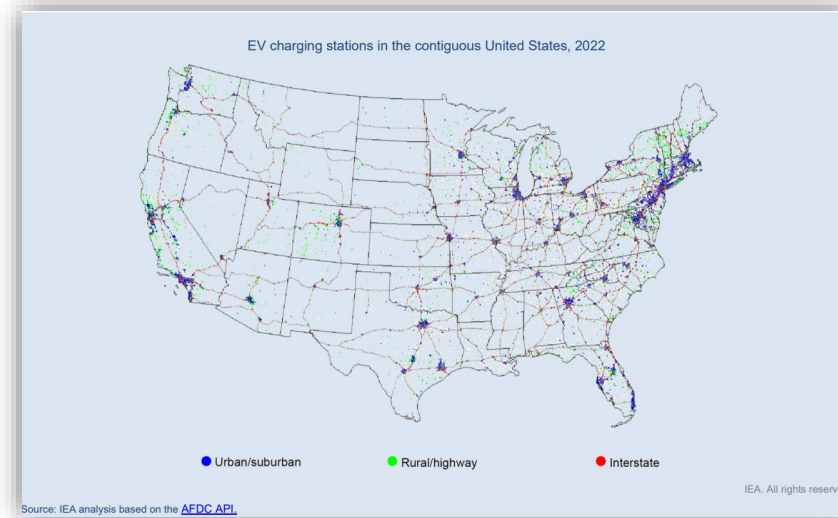 EV charging stations in the contiguous United States, 2022
Urban/suburban
Rural/highway
Interstate
IEA. All rights reserv
Source: IEA analysis based on the AFDC API.